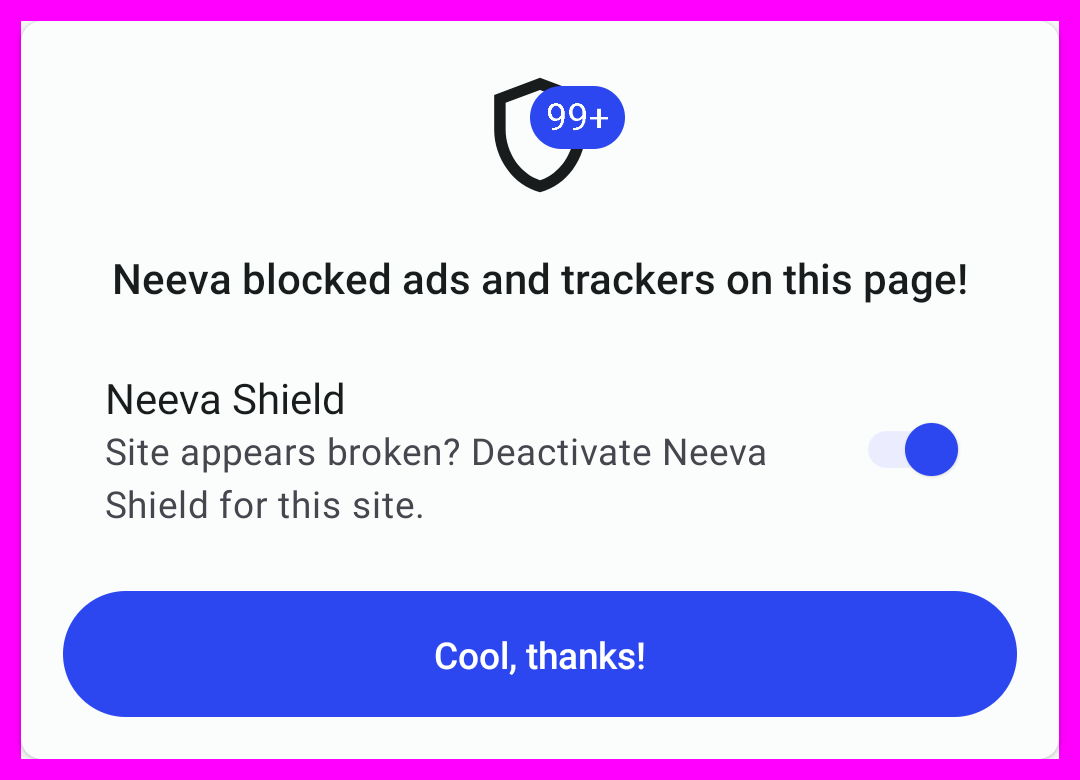 99+
Neeva blocked ads and trackers on this page!
Neeva Shield
Site appears broken? Deactivate Neeva
Shield for this site.
Cool, thanks!